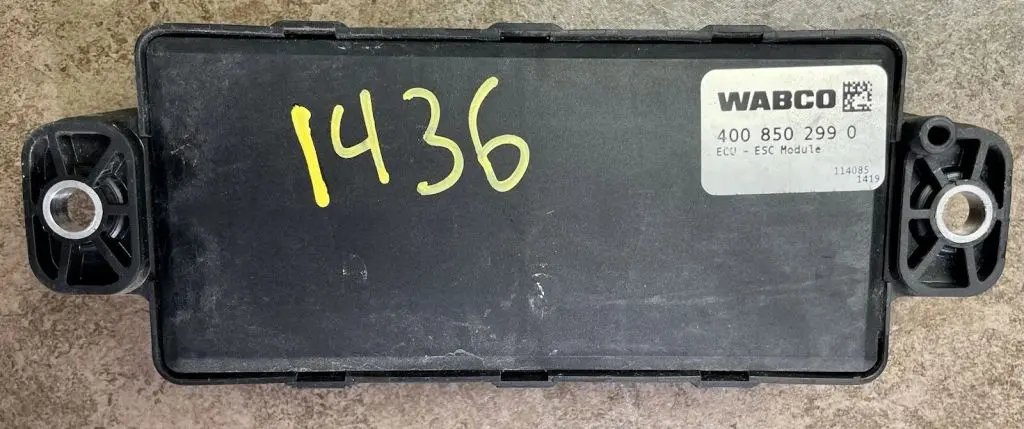 1436
WABCO
400 850 299 0
ECU - ESC Module
114085
1419